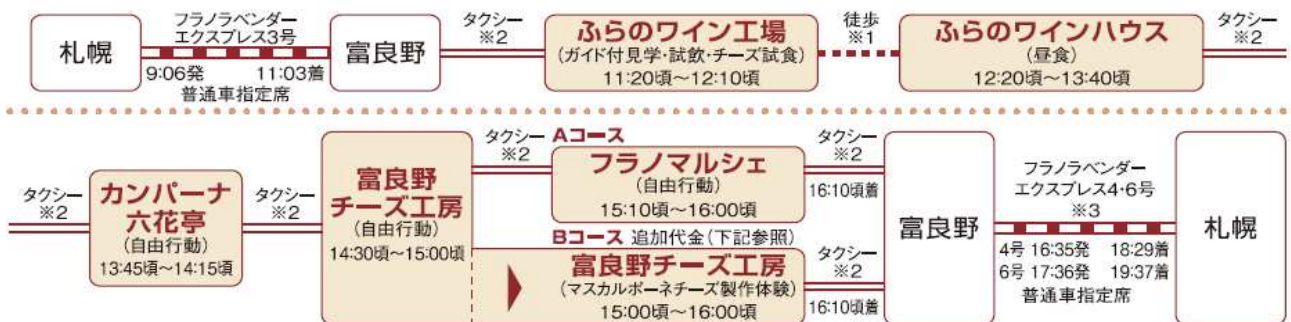 札幌
フラノラベンダー
エクスプレス3号
9:06発 11:03着
普通車指定席
富良野
タクシー
※2
ふらのワイン工場
(ガイド付見学・試飲・チーズ試食)
11:20頃〜12:10頃
徒歩
※1
ふらのワインハウス
(昼食)
12:20頃〜13:40頃
タクシー
※2
タクシー
※2
カンパーナ
六花亭
(自由行動)
13:45頃〜14:15頃
タクシー
※2
富良野
チーズ工房
(自由行動)
14:30頃〜15:00頃
タクシー
※2
Aコース
フラノマルシェ
(自由行動)
15:10頃〜16:00頃
タクシー
※2
16:10頃着
Bコース 追加代金(下記参照)
富良野チーズ工房
(マスカルポーネチーズ製作体験)
15:00頃〜16:00頃
タクシー
※2
16:10頃着
富良野
フラノラベンダー
エクスプレス4・6号
※3
4号 16:35発 18:29着
6号 17:36発 19:37着
普通車指定席
札幌